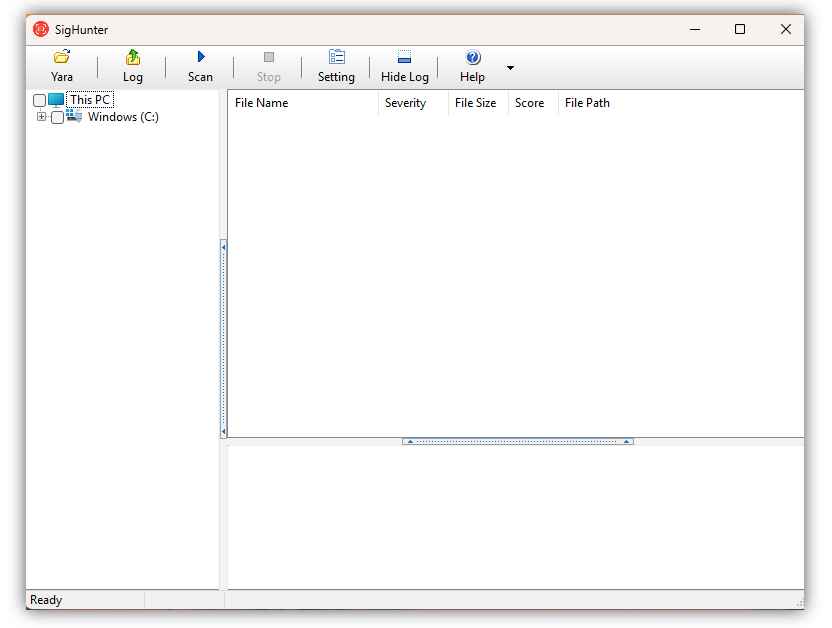 SigHunter
Yara Log Scan Stop Setting Hide Log Help
This PC
Windows (C:)
File Name Severity File Size Score File Path
Ready